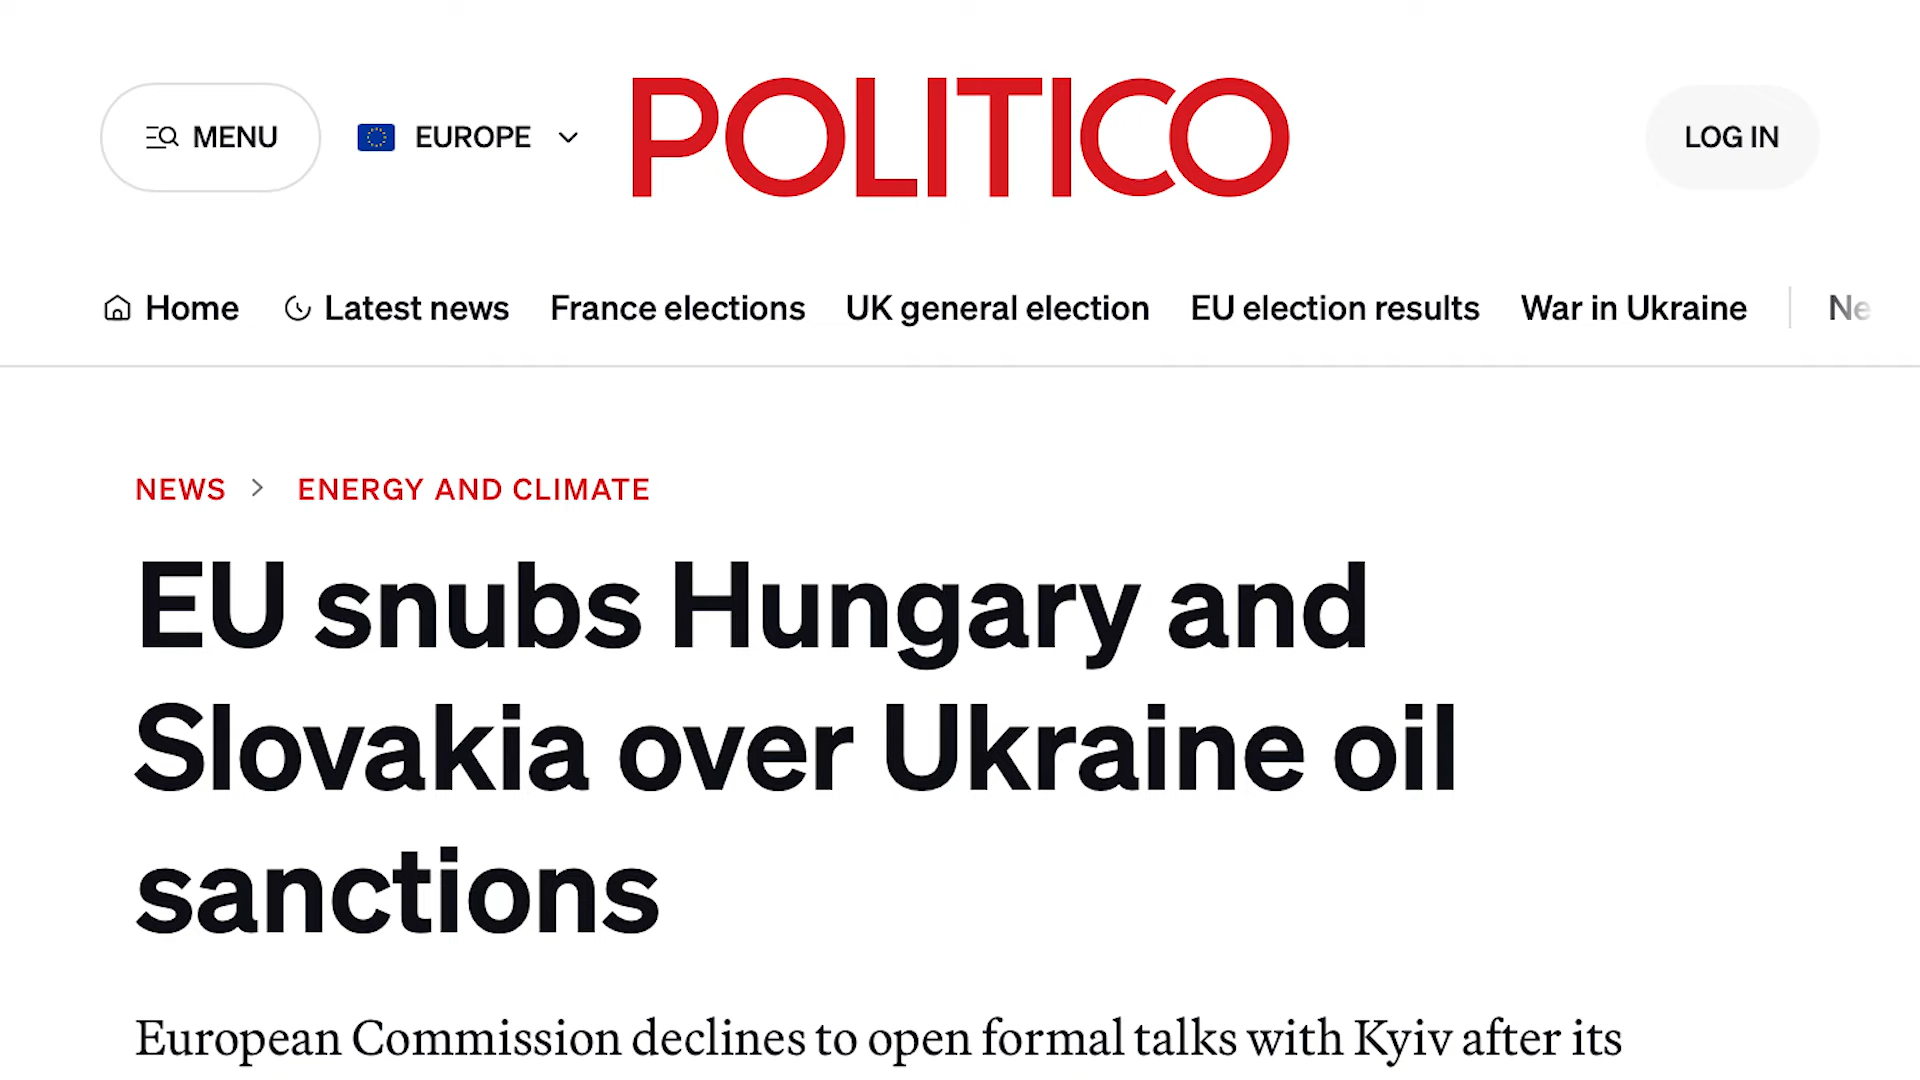 MENU
EUROPE
POLITICO
LOG IN
Home
Latest news
France elections
UK general election
EU election results
War in Ukraine
NEWS > ENERGY AND CLIMATE
EU snubs Hungary and
Slovakia over Ukraine oil
sanctions
European Commission declines to open formal talks with Kyiv after its